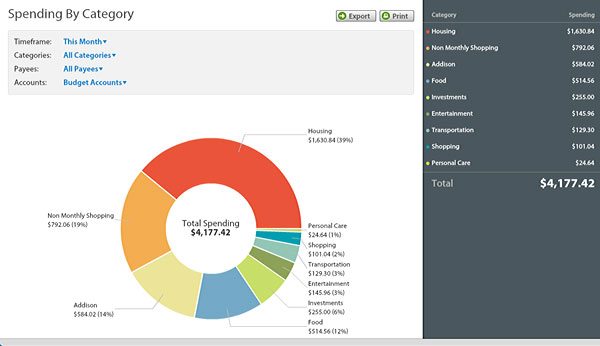 Spending By Category
Export
Print
Timeframe: This Month
Categories: All Categories
Payees: All Payees
Accounts: Budget Accounts
Housing
$1,630.84 (39%)
Non Monthly Shopping
$792.06 (19%)
Total Spending
$4,177.42
Personal Care
$24.64 (1%)
Shopping
$101.04 (2%)
Transportation
$129.30 (3%)
Entertainment
$145.96 (3%)
Investments
$255.00 (6%)
Food
$514.56 (12%)
Addison
$584.02 (14%)
Category Spending
Housing $1,630.84
Non Monthly Shopping $792.06
Addison $584.02
Food $514.56
Investments $255.00
Entertainment $145.96
Transportation $129.30
Shopping $101.04
Personal Care $24.64
Total $4,177.42